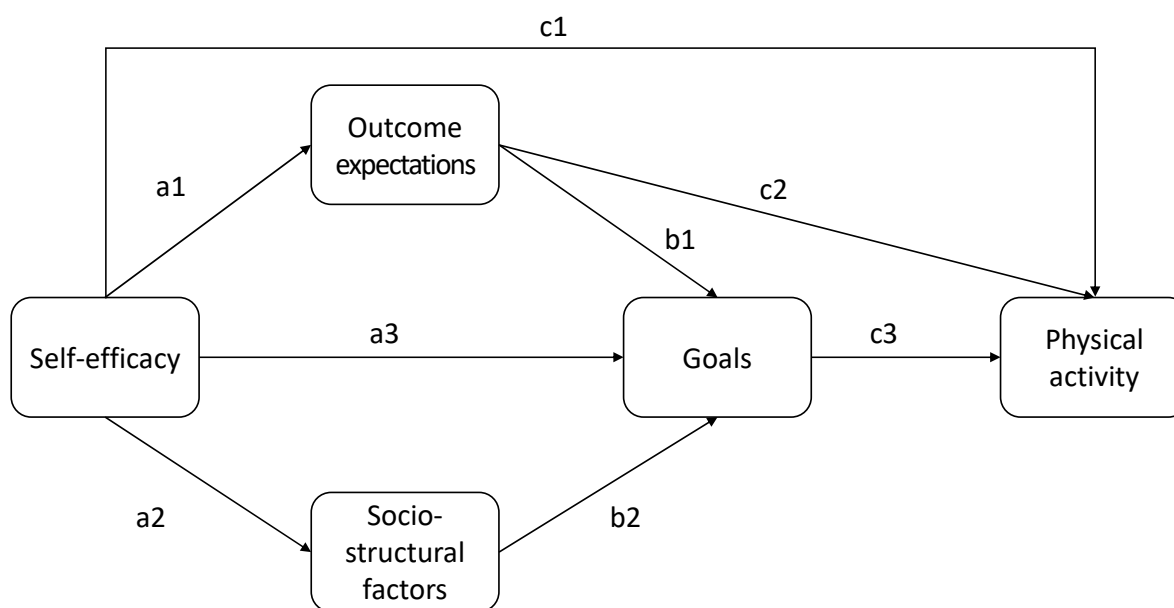 c1
Outcome
expectations
a1
c2
b1
Self-efficacy
a3
Goals
c3
Physical
activity
a2
Socio-
structural
factors
b2